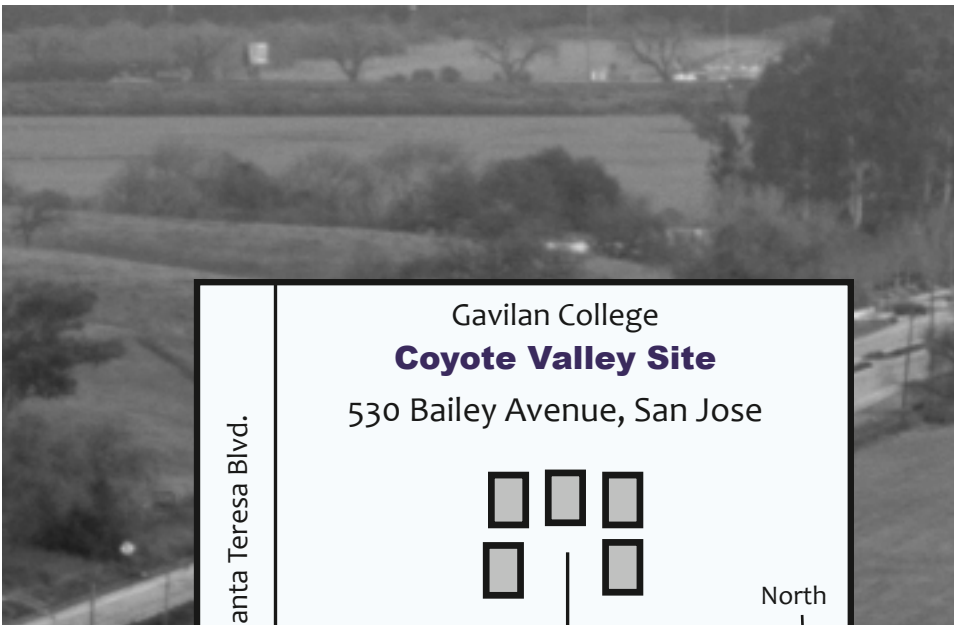 Gavilan College
Coyote Valley Site
530 Bailey Avenue, San Jose
anta Teresa Blvd.
North